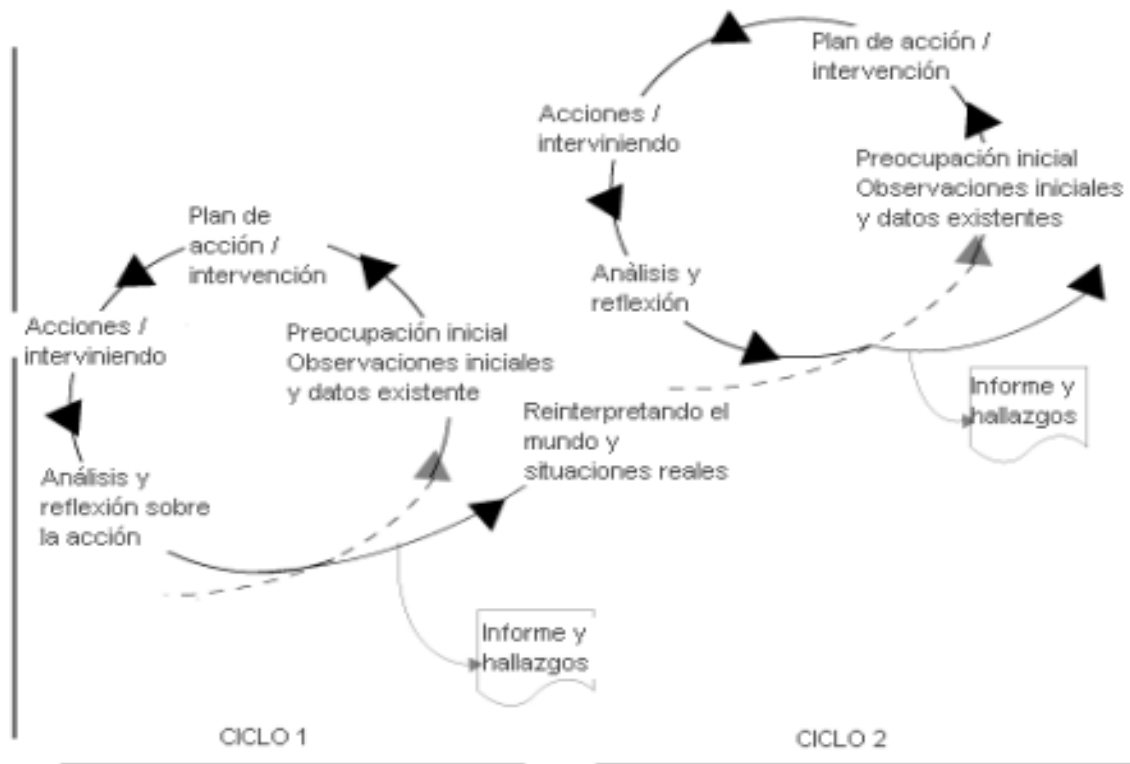 Plan de
acción /
intervención
Acciones /
interviniendo
Preocupación inicial
Observaciones iniciales
y datos existente
Análisis y
reflexión sobre
la acción
Reinterpretando el
mundo y
situaciones reales
Informe y
hallazgos
CICLO 1
Plan de acción /
intervención
Acciones /
interviniendo
Preocupación inicial
Observaciones iniciales
y datos existentes
Anàlisis y
reflexión
Informe y
hallazgos
CICLO 2